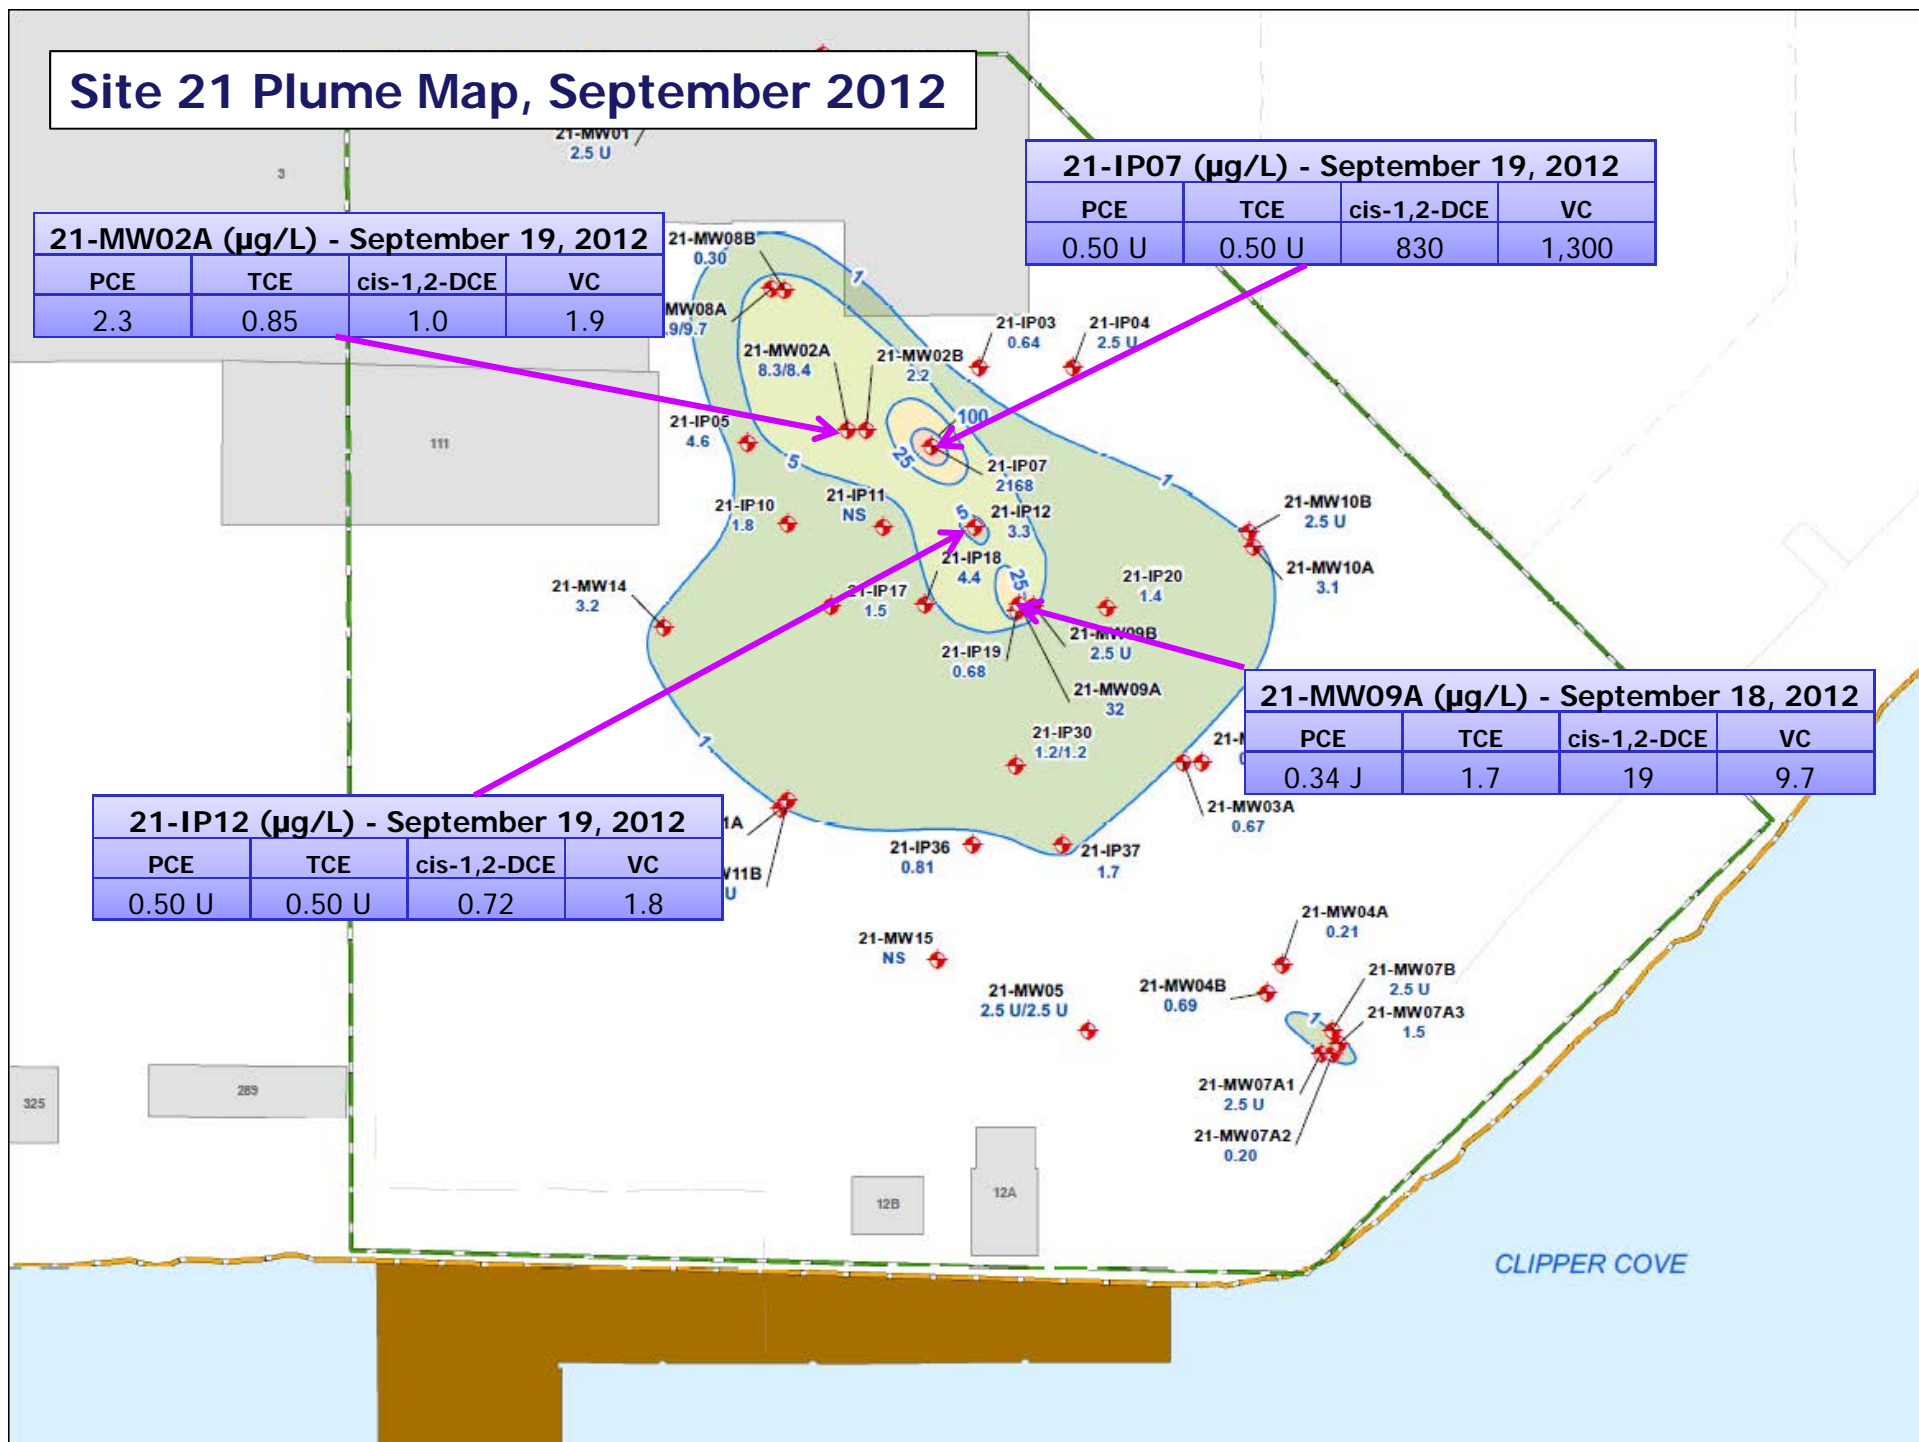 Site 21 Plume Map, September 2012
21-MW01
2.5 U
3
21-IP07 (µg/L) - September 19, 2012
PCE TCE cis-1,2-DCE VC
0.50 U 0.50 U 830 1,300
21-MW02A (µg/L) - September 19, 2012
PCE TCE cis-1,2-DCE VC
2.3 0.85 1.0 1.9
21-MW08B
0.30
1
MW08A
.9/9.7
21-IP03
0.64
21-IP04
2.5 U
21-MW02A
8.3/8.4
21-MW02B
2.2
100
21-IP05
4.6
111
5
25
21-IP07
2168
1
21-IP10
1.8
21-IP11
NS
5
21-IP12
3.3
21-MW10B
2.5 U
21-MW10A
3.1
21-IP18
4.4
25
21-IP20
1.4
21-MW14
3.2
21-IP17
1.5
21-MW09B
2.5 U
21-IP19
0.68
21-MW09A
32
21-MW09A (µg/L) - September 18, 2012
PCE TCE cis-1,2-DCE VC
0.34 J 1.7 19 9.7
1
21-IP30
1.2/1.2
21-MW03A
0.67
21-IP12 (µg/L) - September 19, 2012
PCE TCE cis-1,2-DCE VC
0.50 U 0.50 U 0.72 1.8
1A
11B
U
21-IP36
0.81
21-IP37
1.7
21-MW15
NS
21-MW04A
0.21
21-MW04B
0.69
21-MW05
2.5 U/2.5 U
21-MW07B
2.5 U
1
21-MW07A3
1.5
21-MW07A1
2.5 U
21-MW07A2
0.20
325
289
12B
12A
CLIPPER COVE